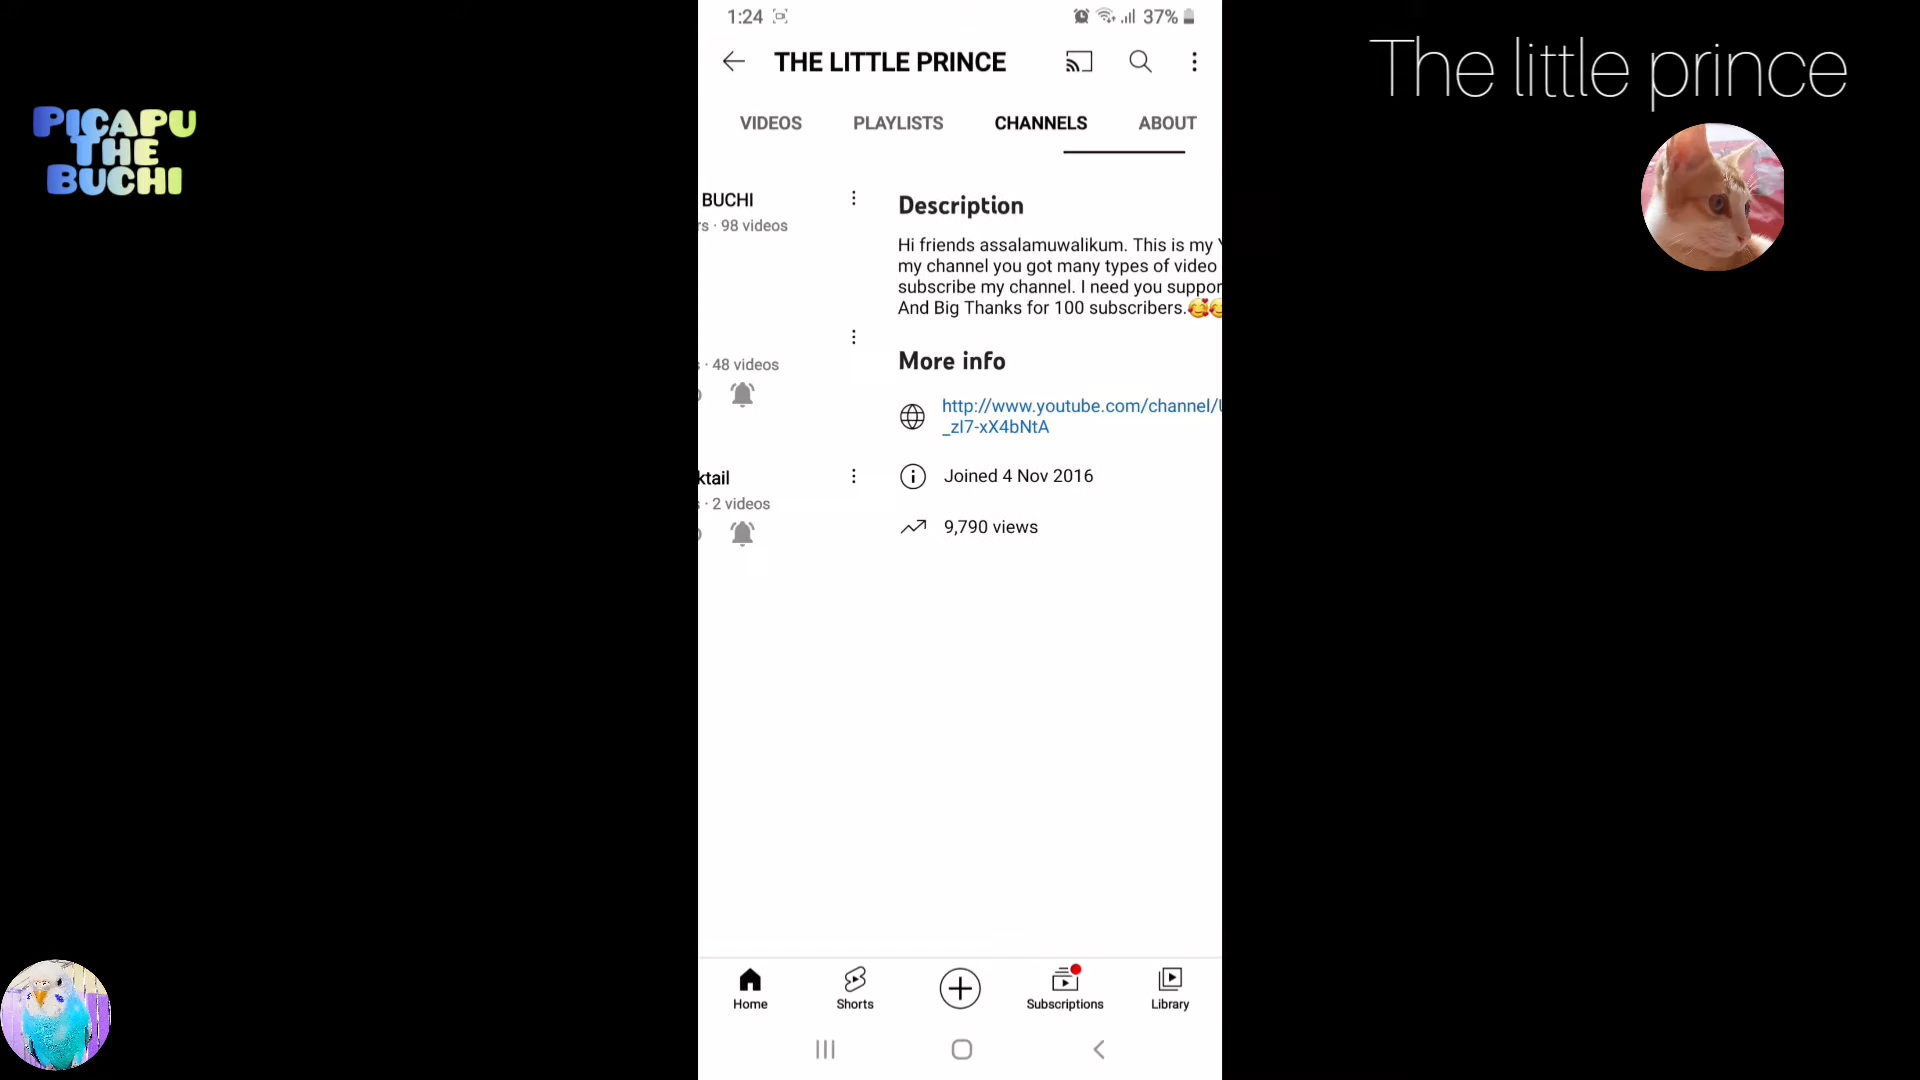 PICAPU
THE
BUCHI
1:24
37%
THE LITTLE PRINCE
VIDEOS
PLAYLISTS
CHANNELS
ABOUT
BUCHI
· 98 videos
· 48 videos
· 2 videos
Description
Hi friends assalamuwalikum. This is my
my channel you got many types of video
subscribe my channel. I need you suppor
And Big Thanks for 100 subscribers.🥰
More info
http://www.youtube.com/channel/
_zI7-xX4bNtA
Joined 4 Nov 2016
9,790 views
Home
Shorts
Subscriptions
Library
The little prince